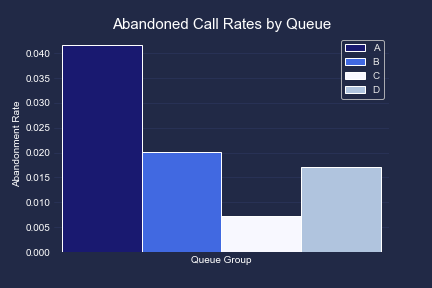 Abandoned Call Rates by Queue
A
B
C
D
0.040
0.035
0.030
0.025
0.020
0.015
0.010
0.005
0.000
Abandonment Rate
Queue Group